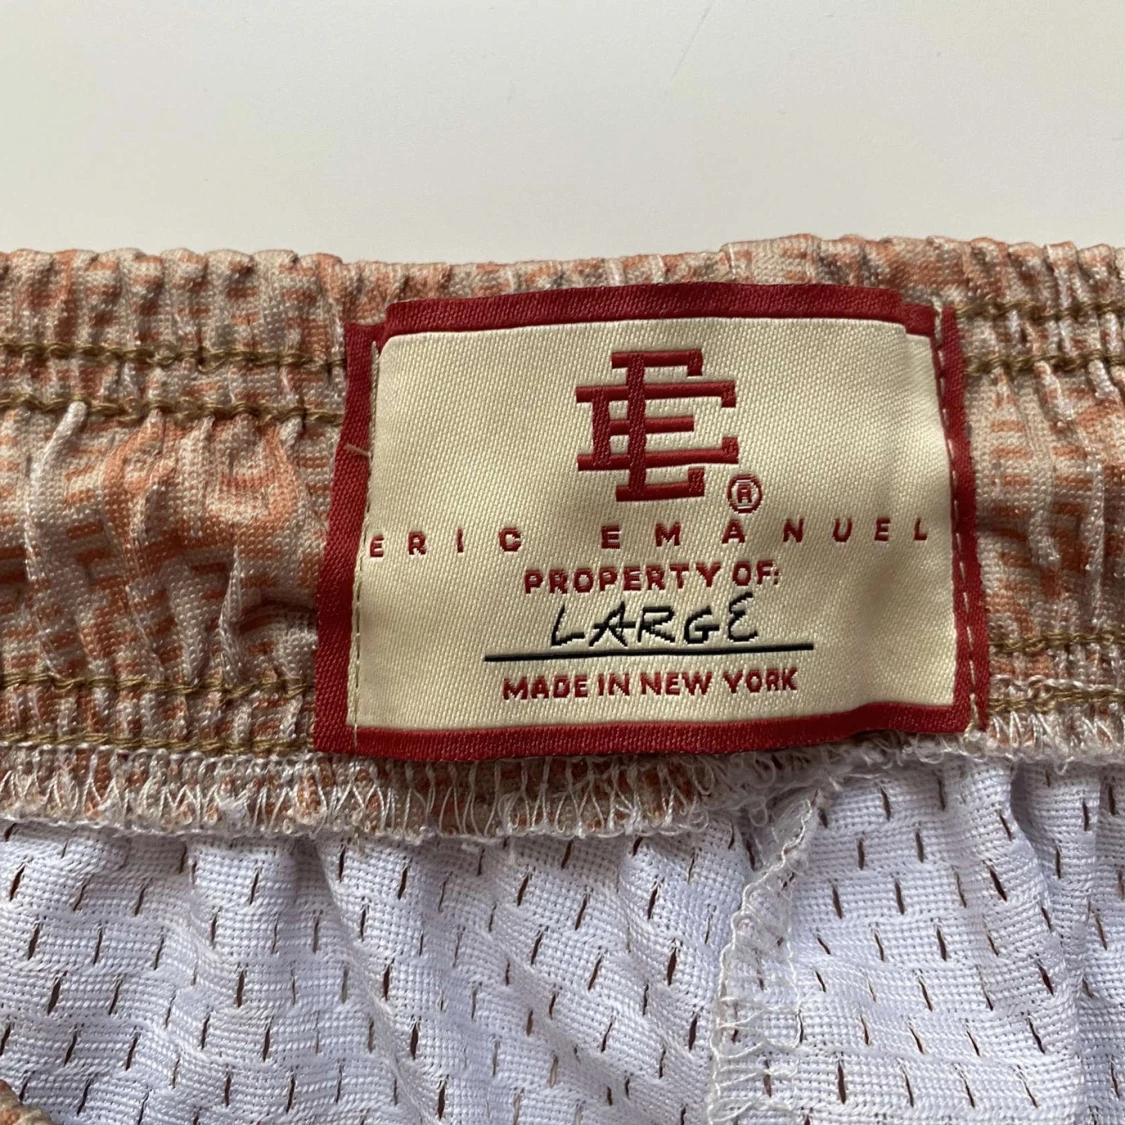 EE®
ERIC EMANUEL
PROPERTY OF:
LARGE
MADE IN NEW YORK